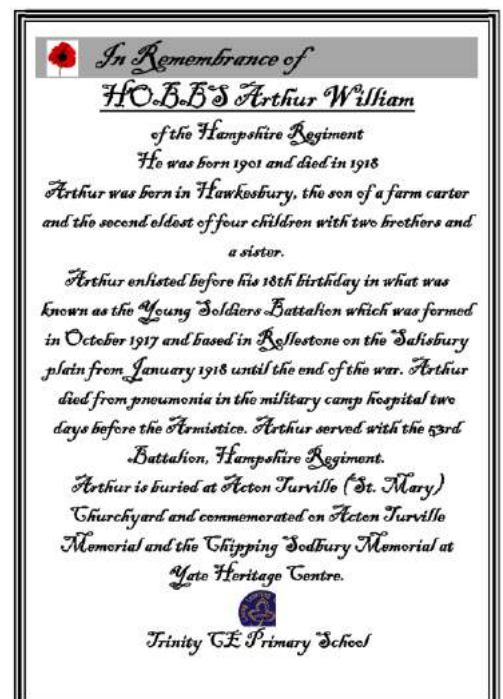 In Remembrance of
HOBBS Arthur William
of the Hampshire Regiment
He was born 1901 and died in 1918
Arthur was born in Hawkesbury, the son of a farm carter
and the second eldest of four children with two brothers and
a sister.
Arthur enlisted before his 18th birthday in what was
known as the Young Soldiers Battalion which was formed
in October 1917 and based in Rollestone on the Salisbury
plain from January 1918 until the end of the war. Arthur
died from pneumonia in the military camp hospital two
days before the Armistice. Arthur served with the 53rd
Battalion, Hampshire Regiment.
Arthur is buried at Acton Turville (St. Mary)
Churchyard and commemorated on Acton Turville
Memorial and the Chipping Sodbury Memorial at
Yate Heritage Centre.
Trinity CE Primary School